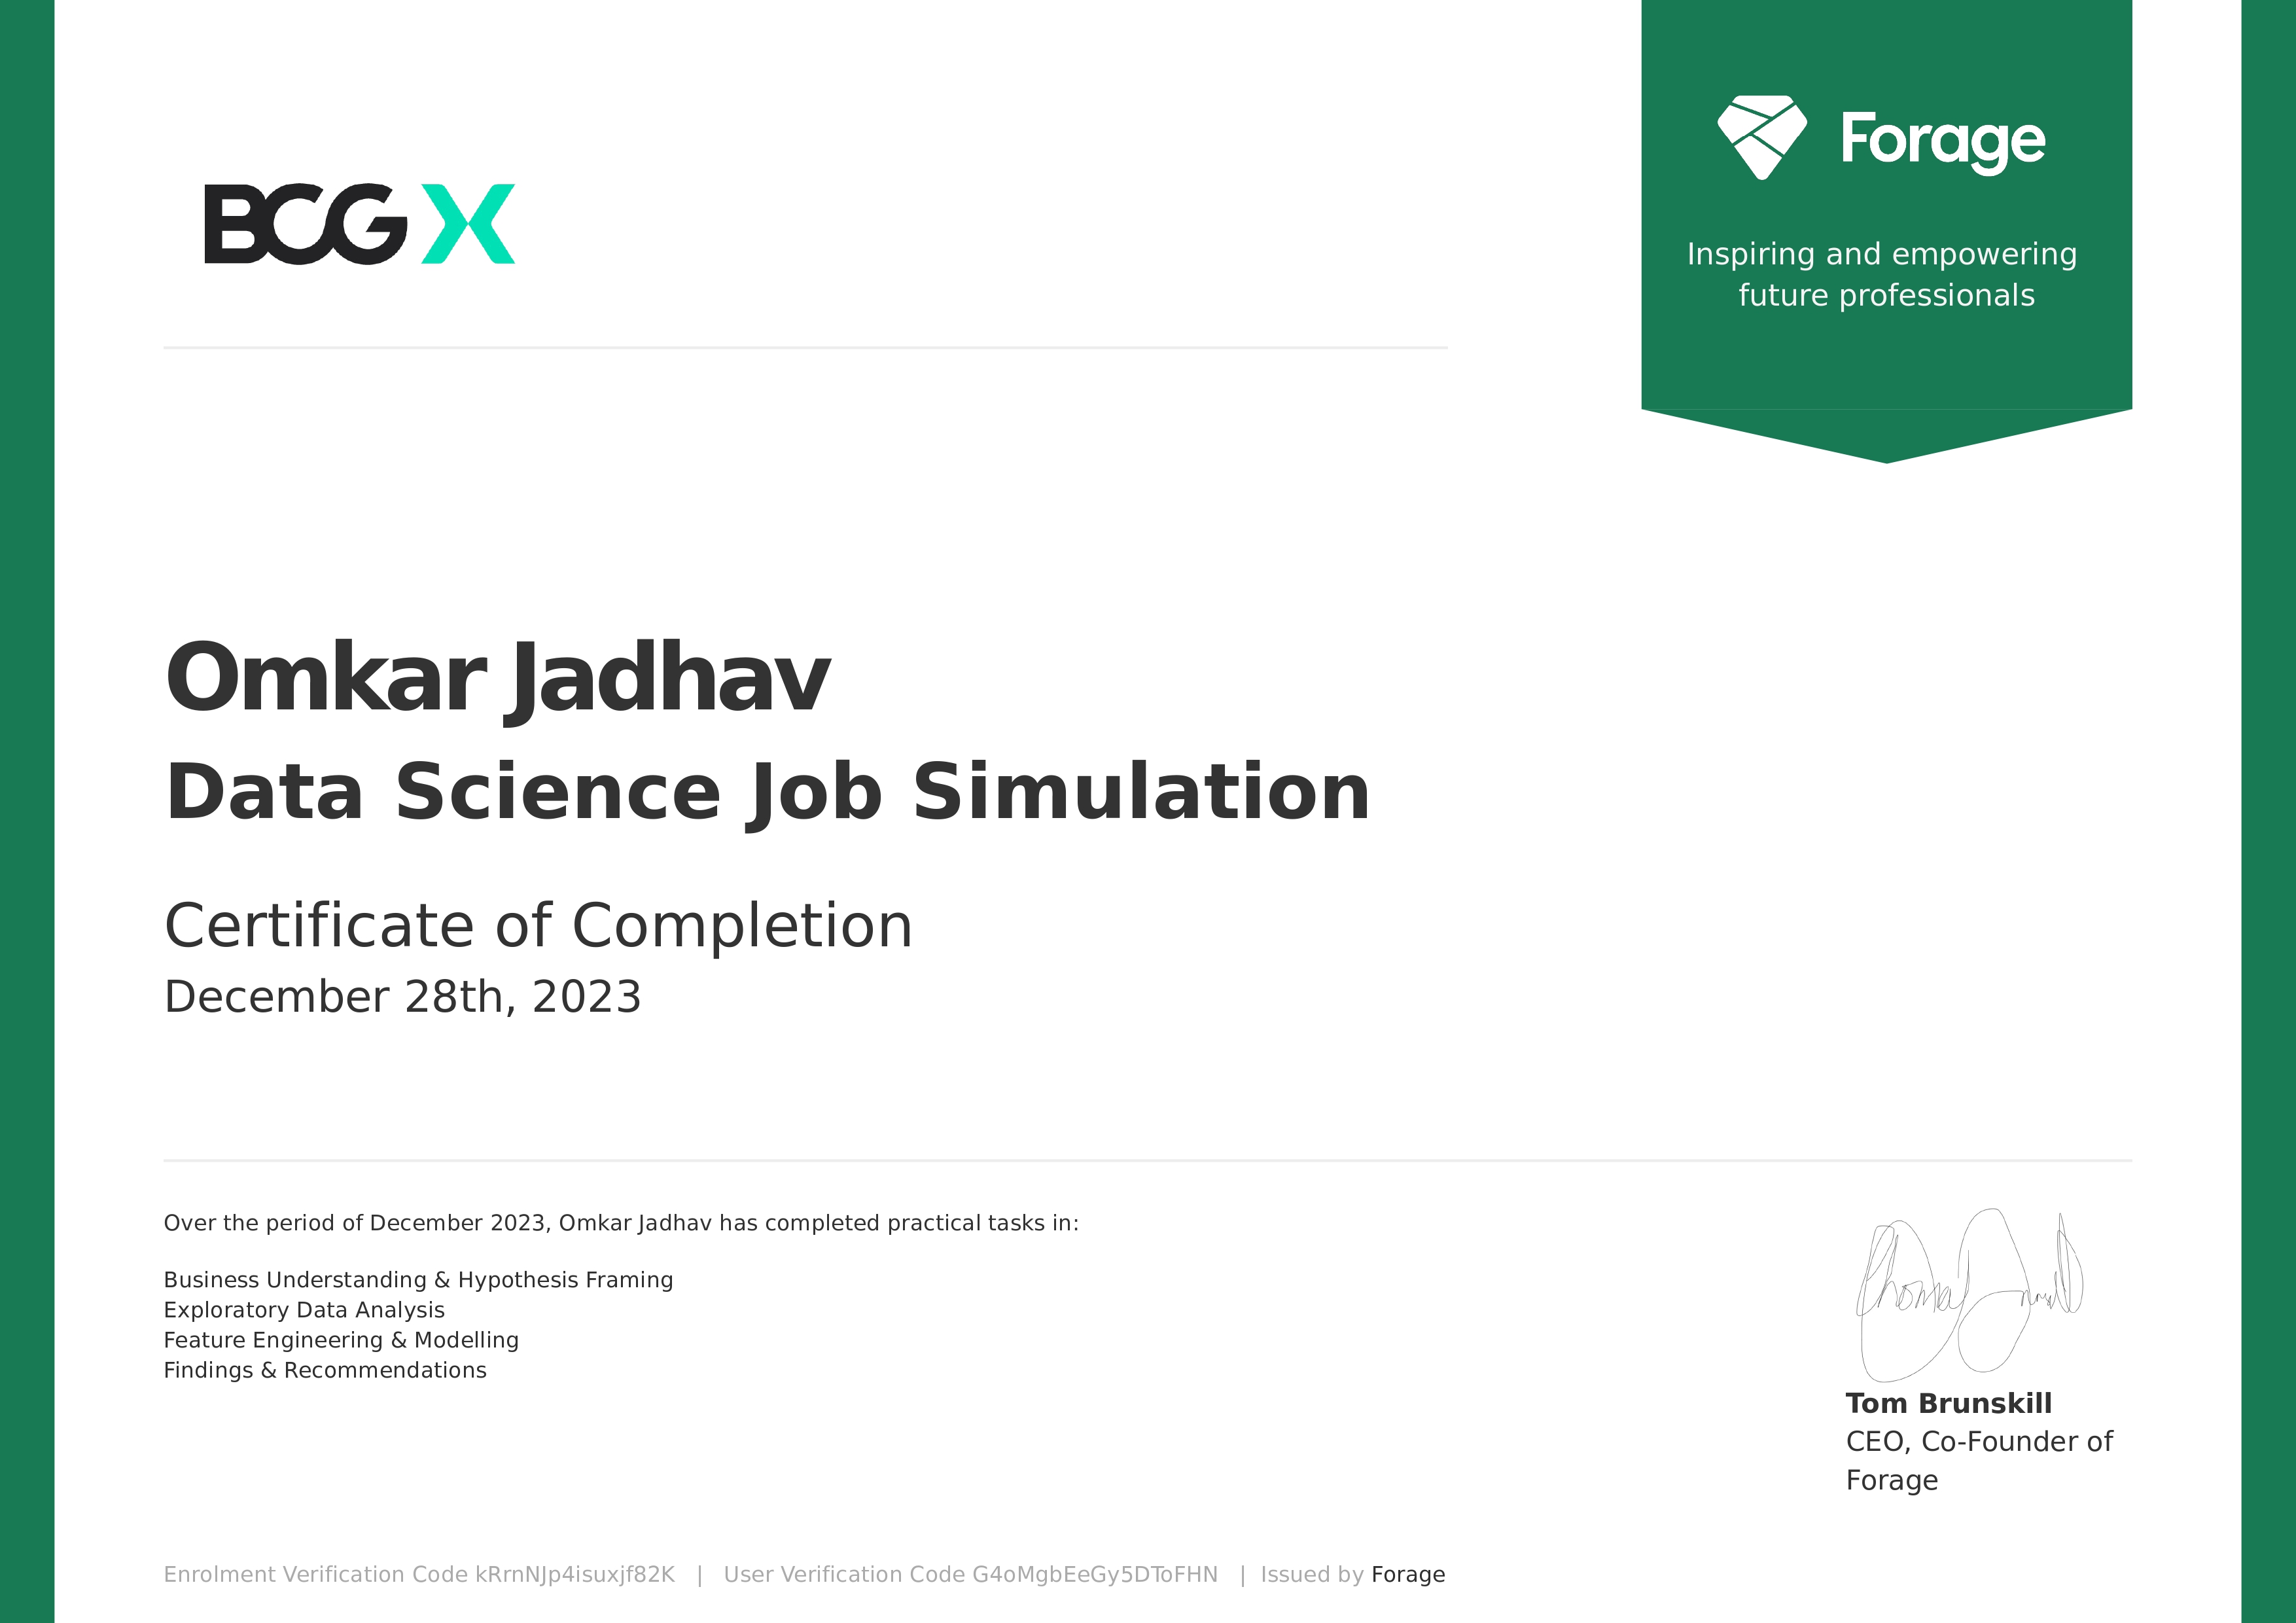 BCG X
Forage
Inspiring and empowering
future professionals
Omkar Jadhav
Data Science Job Simulation
Certificate of Completion
December 28th, 2023
Over the period of December 2023, Omkar Jadhav has completed practical tasks in:
Business Understanding & Hypothesis Framing
Exploratory Data Analysis
Feature Engineering & Modelling
Findings & Recommendations
Tom Brunskill
CEO, Co-Founder of
Forage
Enrolment Verification Code kRrnNJp4isuxjf82K | User Verification Code G4oMgbEeGy5DToFHN | Issued by Forage